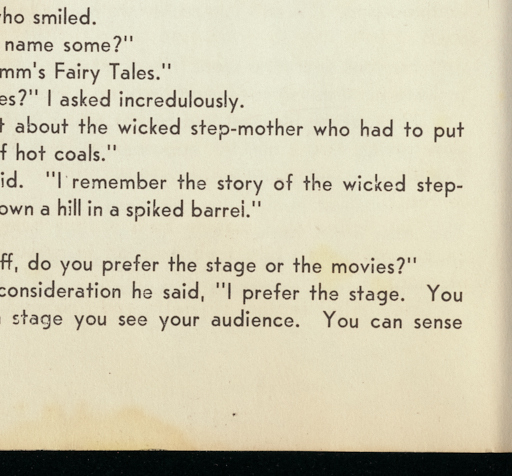 ho smiled.
name some?"
mm's Fairy Tales."
es?" I asked incredulously.
t about the wicked step-mother who had to put
f hot coals."
id. "I remember the story of the wicked step-
own a hill in a spiked barrel."
ff, do you prefer the stage or the movies?"
consideration he said, "I prefer the stage. You
stage you see your audience. You can sense